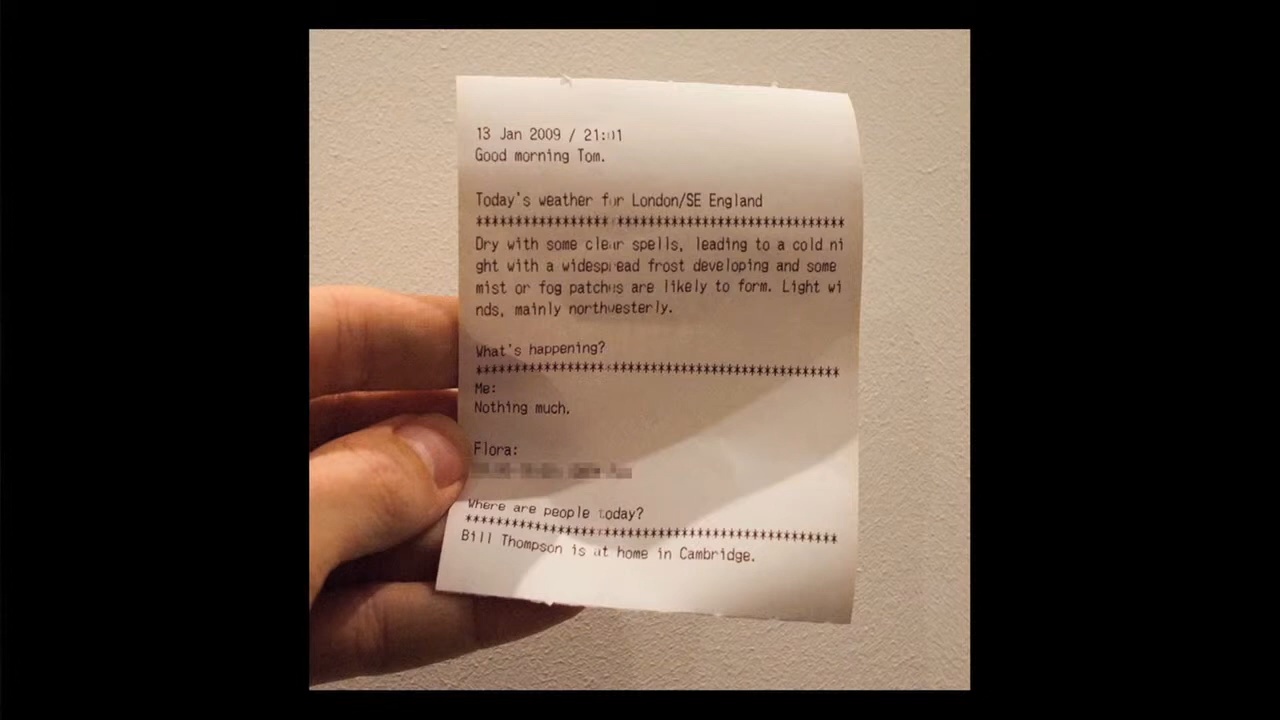 13 Jan 2009 / 21:01
Good morning Tom.
Today's weather for London/SE England
***********************************************
Dry with some clear spells, leading to a cold ni
ght with a widespread frost developing and some
mist or fog patches are likely to form. Light wi
nds, mainly northwesterly.
What's happening?
***********************************************
Me:
Nothing much.
Flora:
Where are people today?
***********************************************
Bill Thompson is at home in Cambridge.